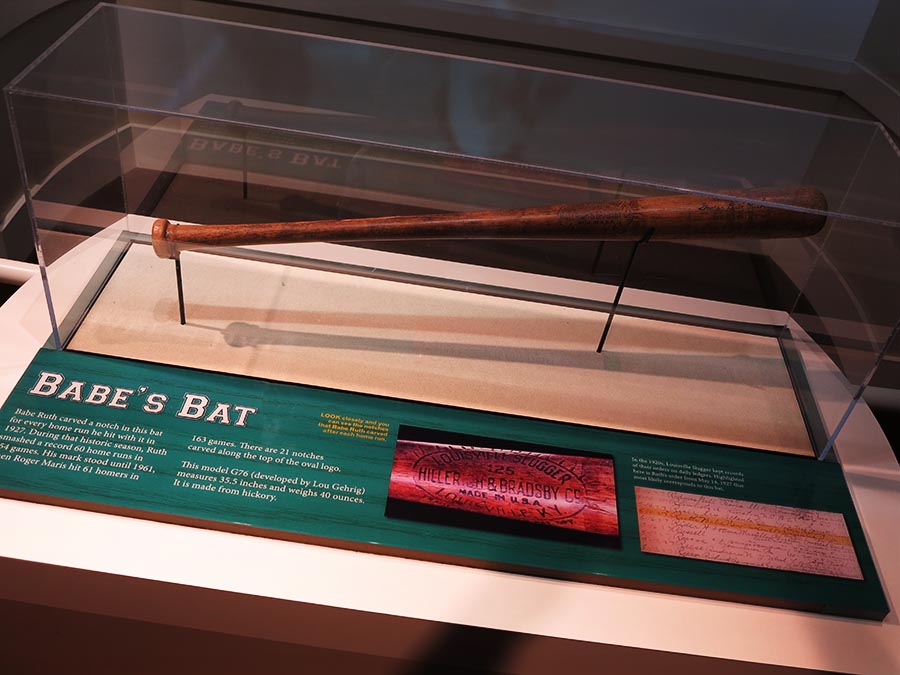 BABE'S BAT
BABE'S BAT
Babe Ruth carved a notch in this bat
for every home run he hit with it in
1927. During that historic season, Ruth
smashed a record 60 home runs in
54 games. His mark stood until 1961,
en Roger Maris hit 61 homers in
163 games. There are 21 notches
carved along the top of the oval logo.
This model G76 (developed by Lou Gehrig)
measures 35.5 inches and weighs 40 ounces.
It is made from hickory.
LOOK closely and you
can see the notches
that Babe Ruth carved
after each home run.
LOUISVILLE SLUGGER
125
HILLERICH & BRADSBY CO
MADE IN U.S.A.
LOUISVILLE, KY.
In the 1920s, Louisville Slugger kept records
of their orders on daily ledgers. Highlighted
here is Ruth's order from May 14, 1927 that
most likely corresponds to this bat.